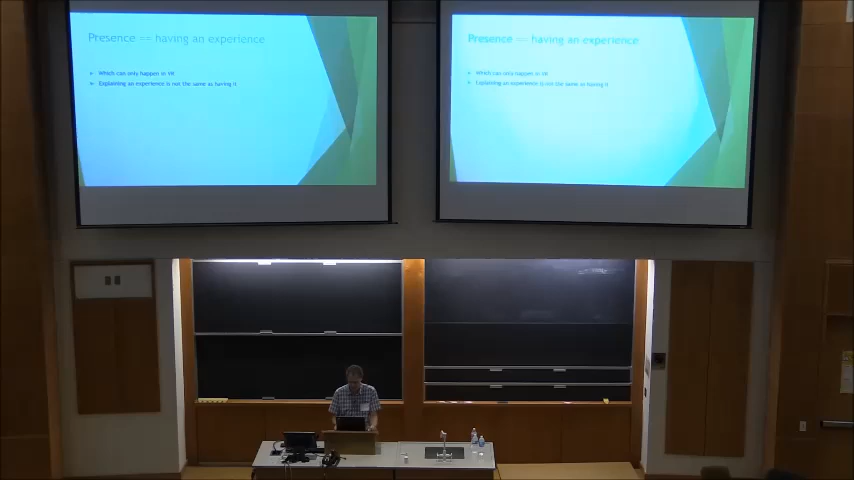 Presence == having an experience
Which can only happen in VR
Explaining an experience is not the same as having it
Presence == having an experience
Which can only happen in VR
Explaining an experience is not the same as having it